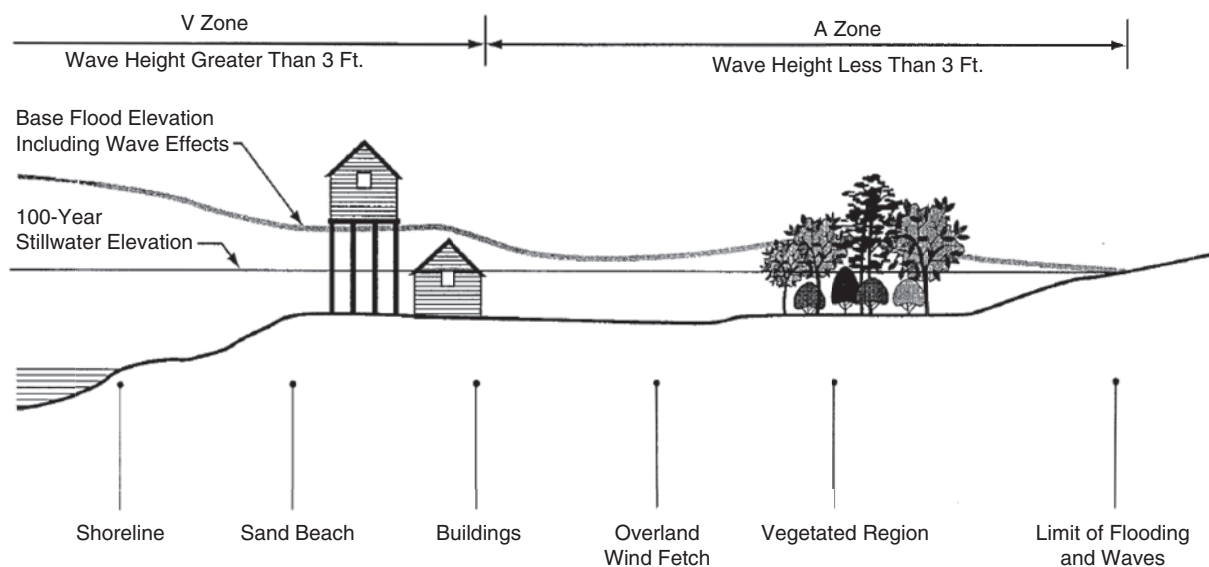 V Zone
Wave Height Greater Than 3 Ft.
A Zone
Wave Height Less Than 3 Ft.
Base Flood Elevation
Including Wave Effects
100-Year
Stillwater Elevation
Shoreline
Sand Beach
Buildings
Overland
Wind Fetch
Vegetated Region
Limit of Flooding
and Waves